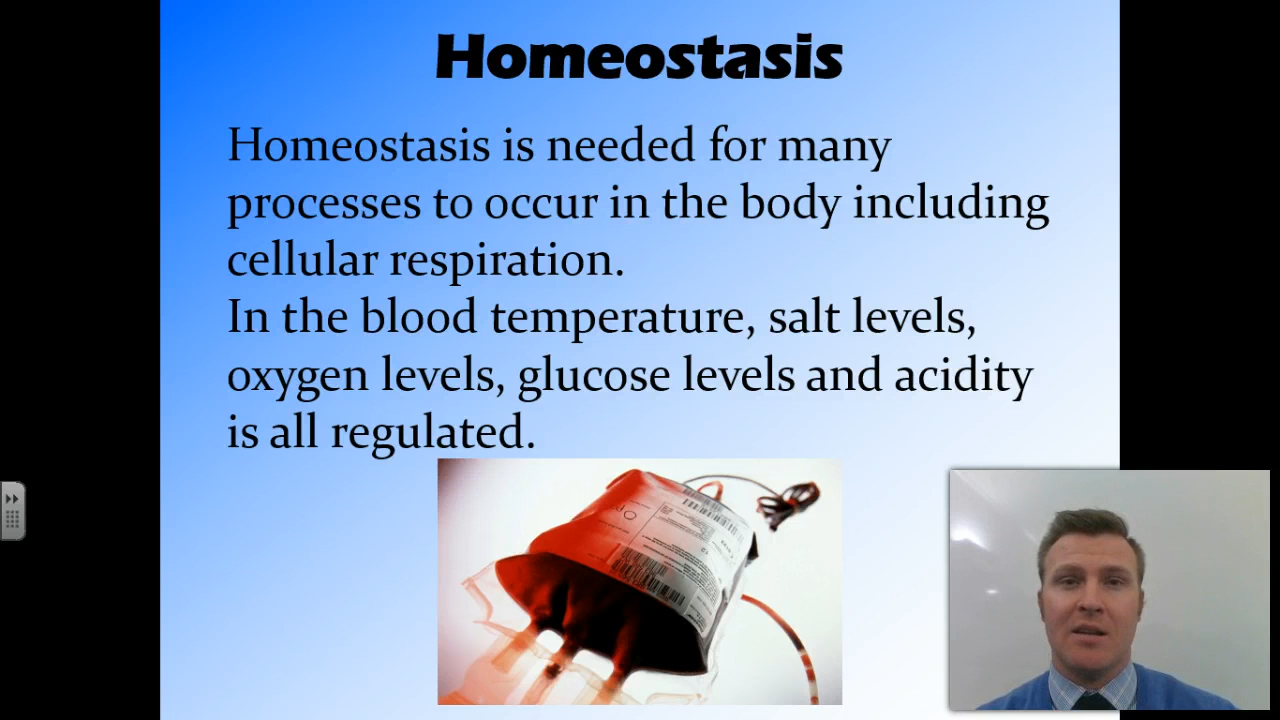 Homeostasis
Homeostasis is needed for many
processes to occur in the body including
cellular respiration.
In the blood temperature, salt levels,
oxygen levels, glucose levels and acidity
is all regulated.